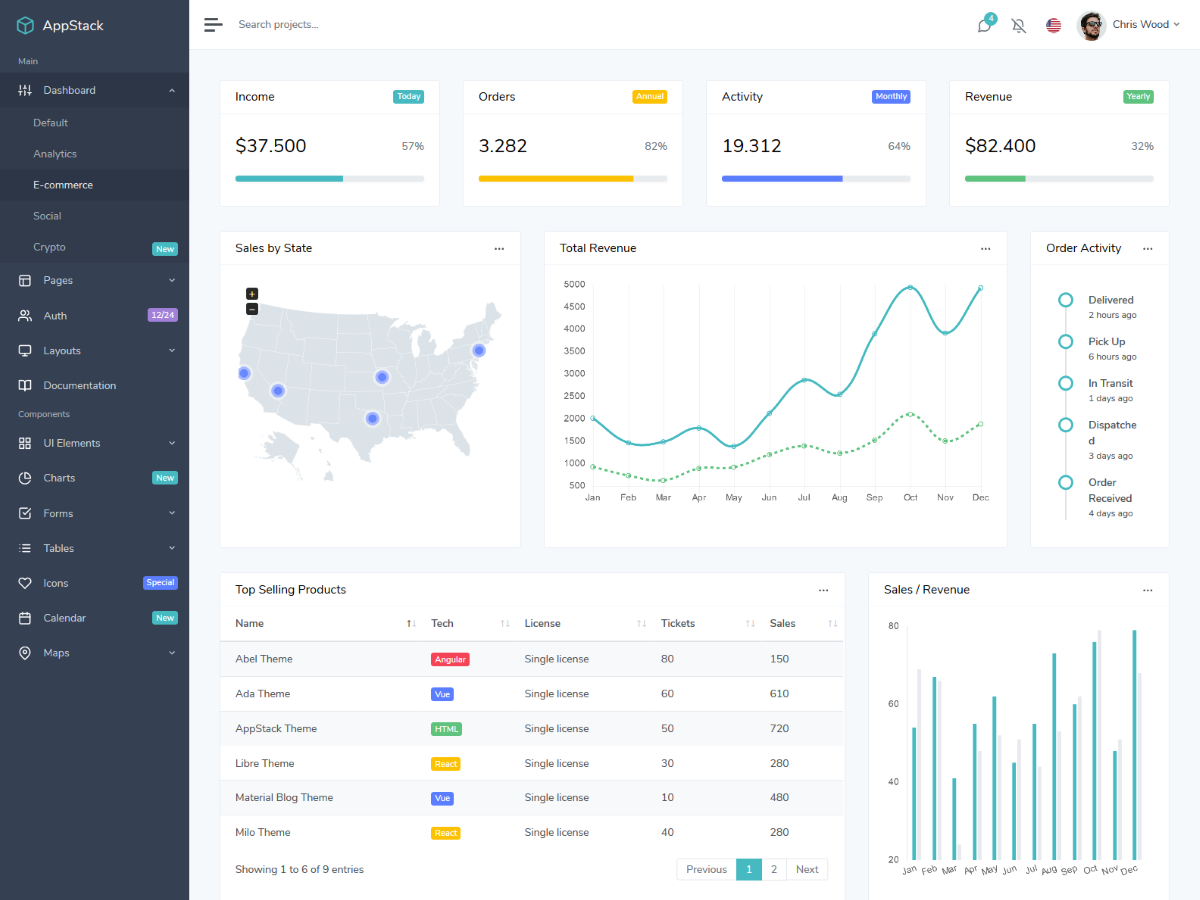 AppStack
Main
Dashboard
Default
Analytics
E-commerce
Social
Crypto New
Pages
Auth 12/24
Layouts
Documentation
Components
UI Elements
Charts New
Forms
Tables
Icons Special
Calendar New
Maps
Search projects...
4
Chris Wood
Income Today
$37.500 57%
Orders Annual
3.282 82%
Activity Monthly
19.312 64%
Revenue Yearly
$82.400 32%
Sales by State
+
−
Total Revenue
5000
4500
4000
3500
3000
2500
2000
1500
1000
500
Jan Feb Mar Apr May Jun Jul Aug Sep Oct Nov Dec
Order Activity
Delivered
2 hours ago
Pick Up
6 hours ago
In Transit
1 days ago
Dispatche
d
3 days ago
Order
Received
4 days ago
Top Selling Products
Name Tech License Tickets Sales
Abel Theme Angular Single license 80 150
Ada Theme Vue Single license 60 610
AppStack Theme HTML Single license 50 720
Libre Theme React Single license 30 280
Material Blog Theme Vue Single license 10 480
Milo Theme React Single license 40 280
Showing 1 to 6 of 9 entries
Previous 1 2 Next
Sales / Revenue
80
60
40
20
Jan Feb Mar Apr May Jun Jul Aug Sep Oct Nov Dec